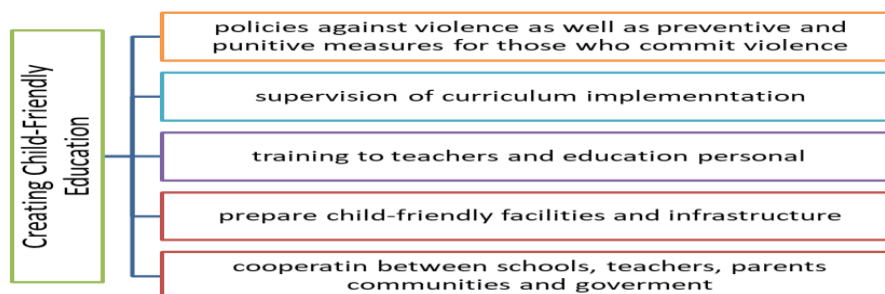 Creating Child-Friendly
Education
policies against violence as well as preventive and
punitive measures for those who commit violence
supervision of curriculum implemenntation
training to teachers and education personal
prepare child-friendly facilities and infrastructure
cooperatin between schools, teachers, parents
communities and goverment